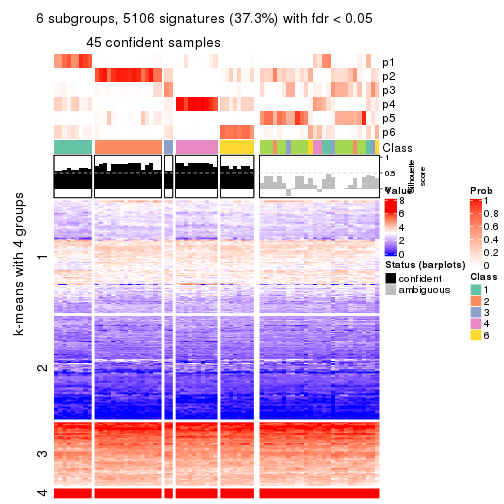 6 subgroups, 5106 signatures (37.3%) with fdr < 0.05
45 confident samples
p1
p2
p3
p4
p5
p6
Class
1
0.5
0
Silhouette
score
k-means with 4 groups
1
2
3
4
Value
8
6
4
2
0
Status (barplots)
confident
ambiguous
Prob
1
0.8
0.6
0.4
0.2
0
Class
1
2
3
4
5
6